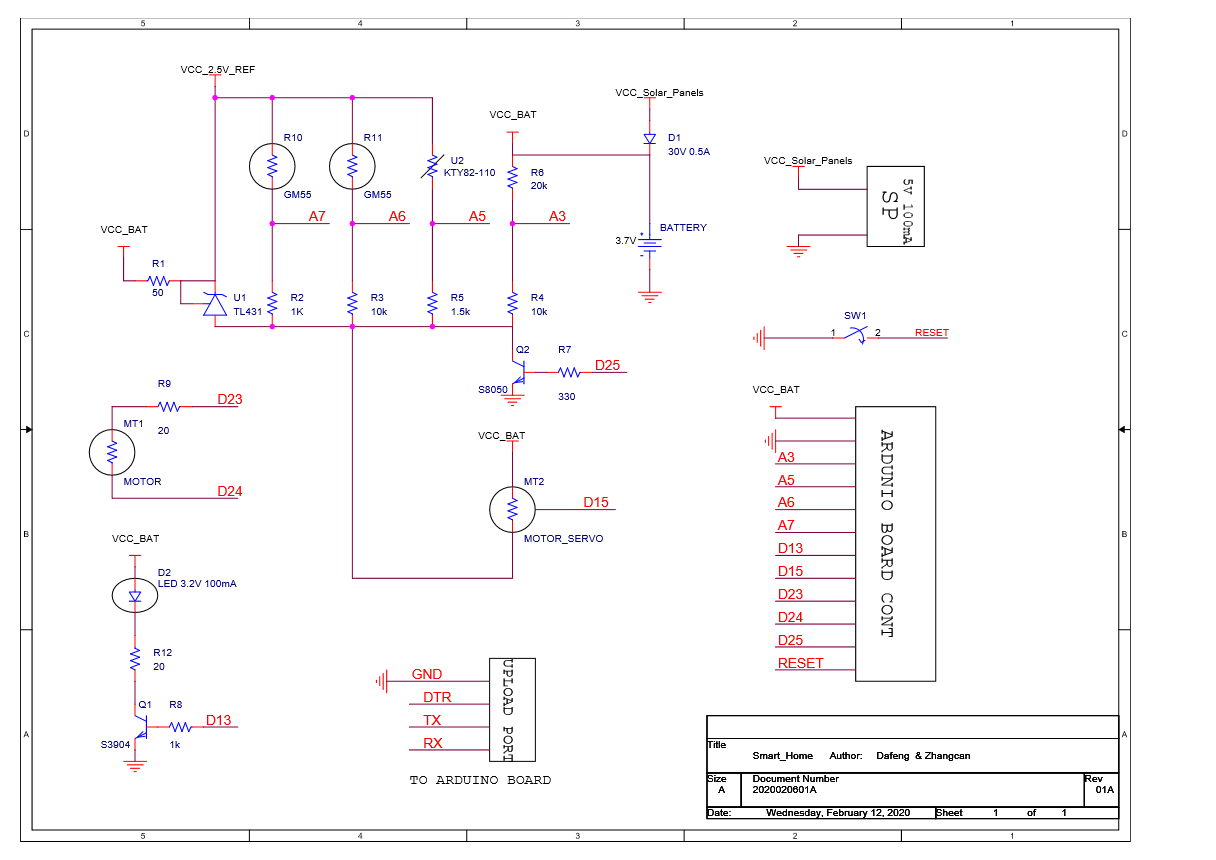 5 4 3 2 1
D
C
B
A
D
C
B
A
VCC_2.5V_REF
R10
GM55
R11
GM55
U2
KTY82-110
VCC_BAT
R6
20k
VCC_Solar_Panels
D1
30V 0.5A
VCC_Solar_Panels
5V 100mA
SP
A7
A6
A5
A3
3.7V
+
-
BATTERY
VCC_BAT
R1
50
U1
TL431
R2
1K
R3
10k
R5
1.5k
R4
10k
SW1
1
2
RESET
Q2
S8050
R7
330
D25
R9
20
D23
MT1
MOTOR
D24
VCC_BAT
MT2
MOTOR_SERVO
D15
VCC_BAT
A3
A5
A6
A7
D13
D15
D23
D24
D25
RESET
ARDUNIO BOARD CONT
VCC_BAT
D2
LED 3.2V 100mA
R12
20
Q1
S3904
R8
1k
D13
GND
DTR
TX
RX
UPLOAD PORT
TO ARDUINO BOARD
Title
Smart_Home Author: Dafeng & Zhangcan
Size
A
Document Number
2020020601A
Rev
01A
Date: Wednesday, February 12, 2020 Sheet 1 of 1
5 4 3 2 1